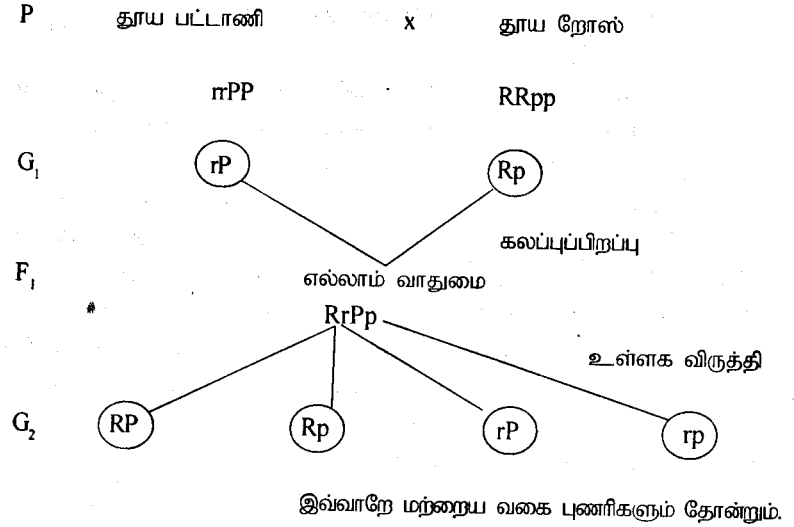 P தூய பட்டாணி x தூய றோஸ்
rrPP RRpp
G₁ rP Rp
கலப்புப்பிறப்பு
F₁ எல்லாம் வாதுமை
RrPp
உள்ளக விருத்தி
G₂ RP Rp rP rp
இவ்வாறே மற்றைய வகை புணரிகளும் தோன்றும்.